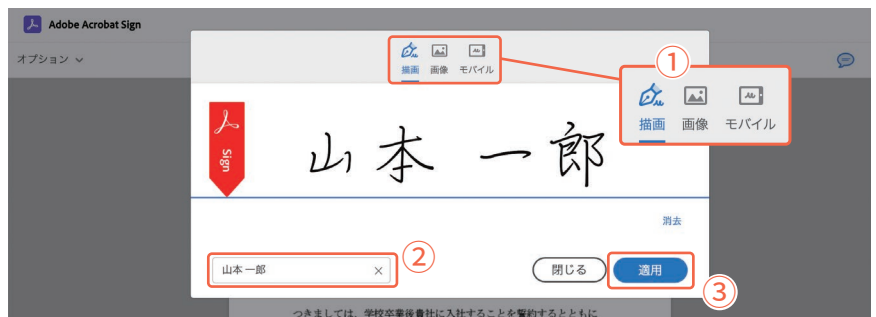 Adobe Acrobat Sign
オプション
描画 画像 モバイル
①
描画 画像 モバイル
Sign
山本 一郎
消去
山本 一郎 ×
②
閉じる
適用
③
つきましては、学校卒業後貴社に入社することを誓約するとともに